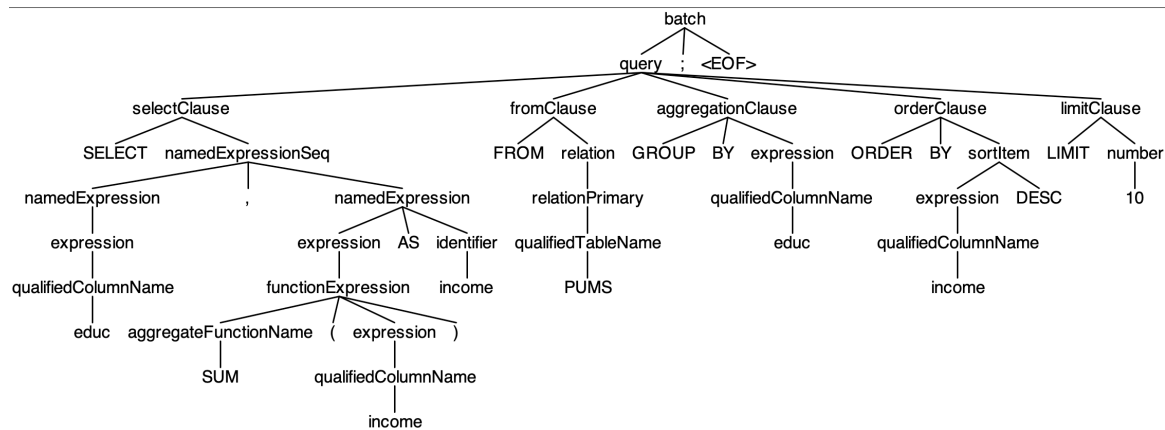 batch
query ; <EOF>
selectClause fromClause aggregationClause orderClause limitClause
SELECT namedExpressionSeq FROM relation GROUP BY expression ORDER BY sortItem LIMIT number
namedExpression , namedExpression relationPrimary qualifiedColumnName expression DESC 10
expression expression AS identifier qualifiedTableName educ qualifiedColumnName
qualifiedColumnName functionExpression income PUMS income
educ aggregateFunctionName ( expression )
SUM qualifiedColumnName
income